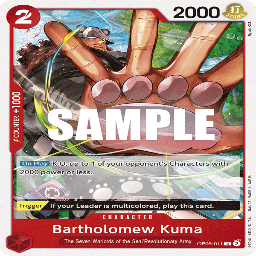 2
2000
COUNTER +1000
SAMPLE
On Play K.O. up to 1 of your opponent's Characters with
2000 power or less.
Trigger If your Leader is multicolored, play this card.
CHARACTER
Bartholomew Kuma
The Seven Warlords of the Sea/Revolutionary Army